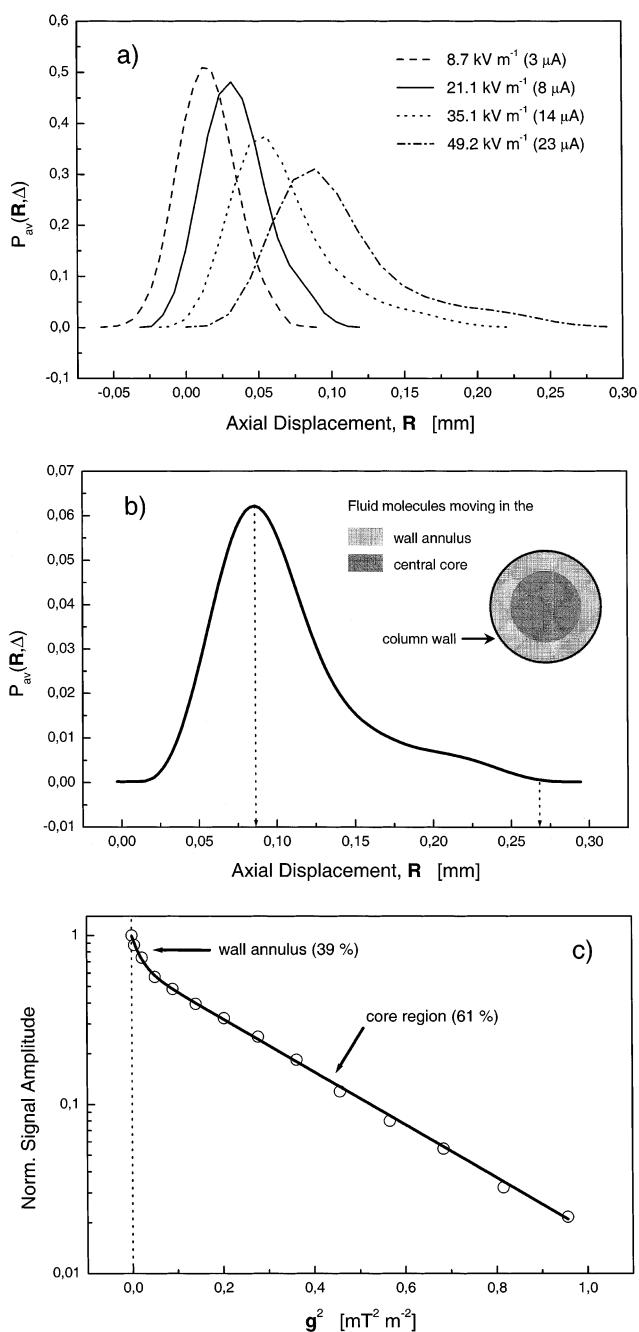 0,6
a)
8.7 kV m⁻¹ (3 μA)
0,5
21.1 kV m⁻¹ (8 μA)
35.1 kV m⁻¹ (14 μA)
0,4
49.2 kV m⁻¹ (23 μA)
0,3
P_av(R,Δ)
0,2
0,1
0,0
-0,1
-0,05 0,00 0,05 0,10 0,15 0,20 0,25 0,30
Axial Displacement, R [mm]
0,07
b)
Fluid molecules moving in the
0,06
wall annulus
0,05
central core
0,04
column wall
P_av(R,Δ)
0,03
0,02
0,01
0,00
-0,01
0,00 0,05 0,10 0,15 0,20 0,25 0,30
Axial Displacement, R [mm]
1
wall annulus (39 %)
c)
core region (61 %)
Norm. Signal Amplitude
0,1
0,01
0,0 0,2 0,4 0,6 0,8 1,0
g² [mT² m⁻²]